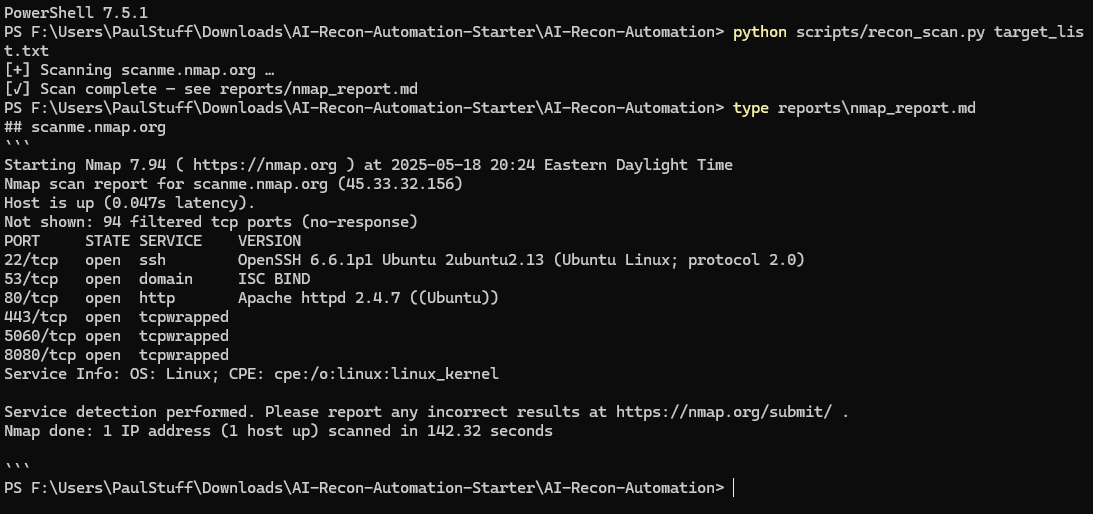 PowerShell 7.5.1
PS F:\Users\PaulStuff\Downloads\AI-Recon-Automation-Starter\AI-Recon-Automation> python scripts/recon_scan.py target_lis
t.txt
[+] Scanning scanme.nmap.org …
[√] Scan complete — see reports/nmap_report.md
PS F:\Users\PaulStuff\Downloads\AI-Recon-Automation-Starter\AI-Recon-Automation> type reports\nmap_report.md
## scanme.nmap.org
```
Starting Nmap 7.94 ( https://nmap.org ) at 2025-05-18 20:24 Eastern Daylight Time
Nmap scan report for scanme.nmap.org (45.33.32.156)
Host is up (0.047s latency).
Not shown: 94 filtered tcp ports (no-response)
PORT     STATE SERVICE    VERSION
22/tcp   open  ssh        OpenSSH 6.6.1p1 Ubuntu 2ubuntu2.13 (Ubuntu Linux; protocol 2.0)
53/tcp   open  domain     ISC BIND
80/tcp   open  http       Apache httpd 2.4.7 ((Ubuntu))
443/tcp  open  tcpwrapped
5060/tcp open  tcpwrapped
8080/tcp open  tcpwrapped
Service Info: OS: Linux; CPE: cpe:/o:linux:linux_kernel

Service detection performed. Please report any incorrect results at https://nmap.org/submit/ .
Nmap done: 1 IP address (1 host up) scanned in 142.32 seconds

```
PS F:\Users\PaulStuff\Downloads\AI-Recon-Automation-Starter\AI-Recon-Automation>